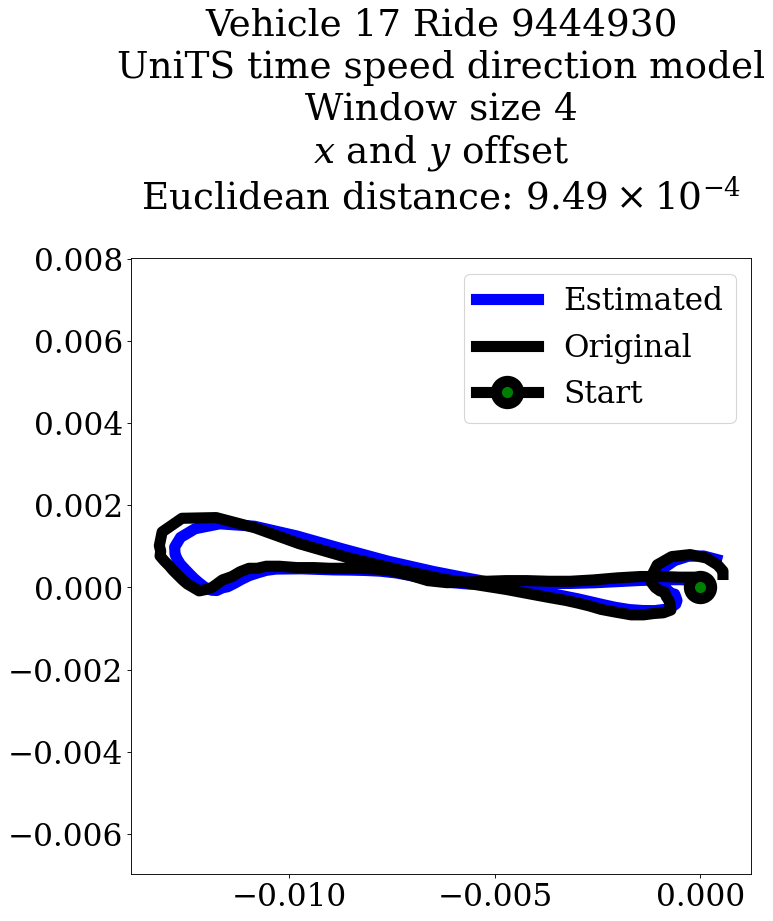 Vehicle 17 Ride 9444930
UniTS time speed direction model
Window size 4
x and y offset
Euclidean distance: 9.49 × 10⁻⁴
Estimated
Original
Start
0.008
0.006
0.004
0.002
0.000
−0.002
−0.004
−0.006
−0.010
−0.005
0.000